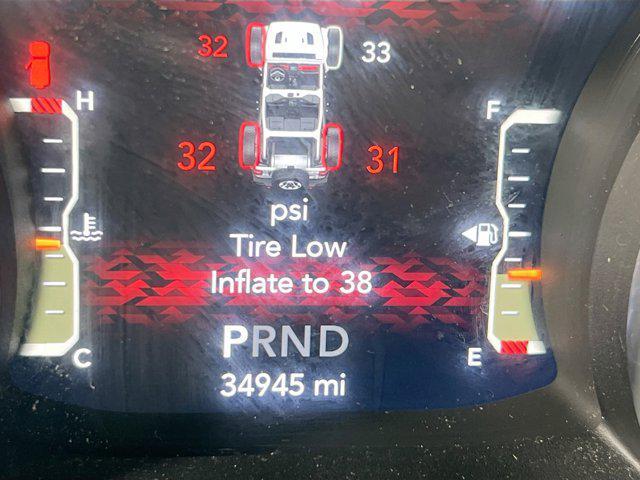 32 33
H F
32 31
psi
Tire Low
Inflate to 38
PRND
C E
34945 mi